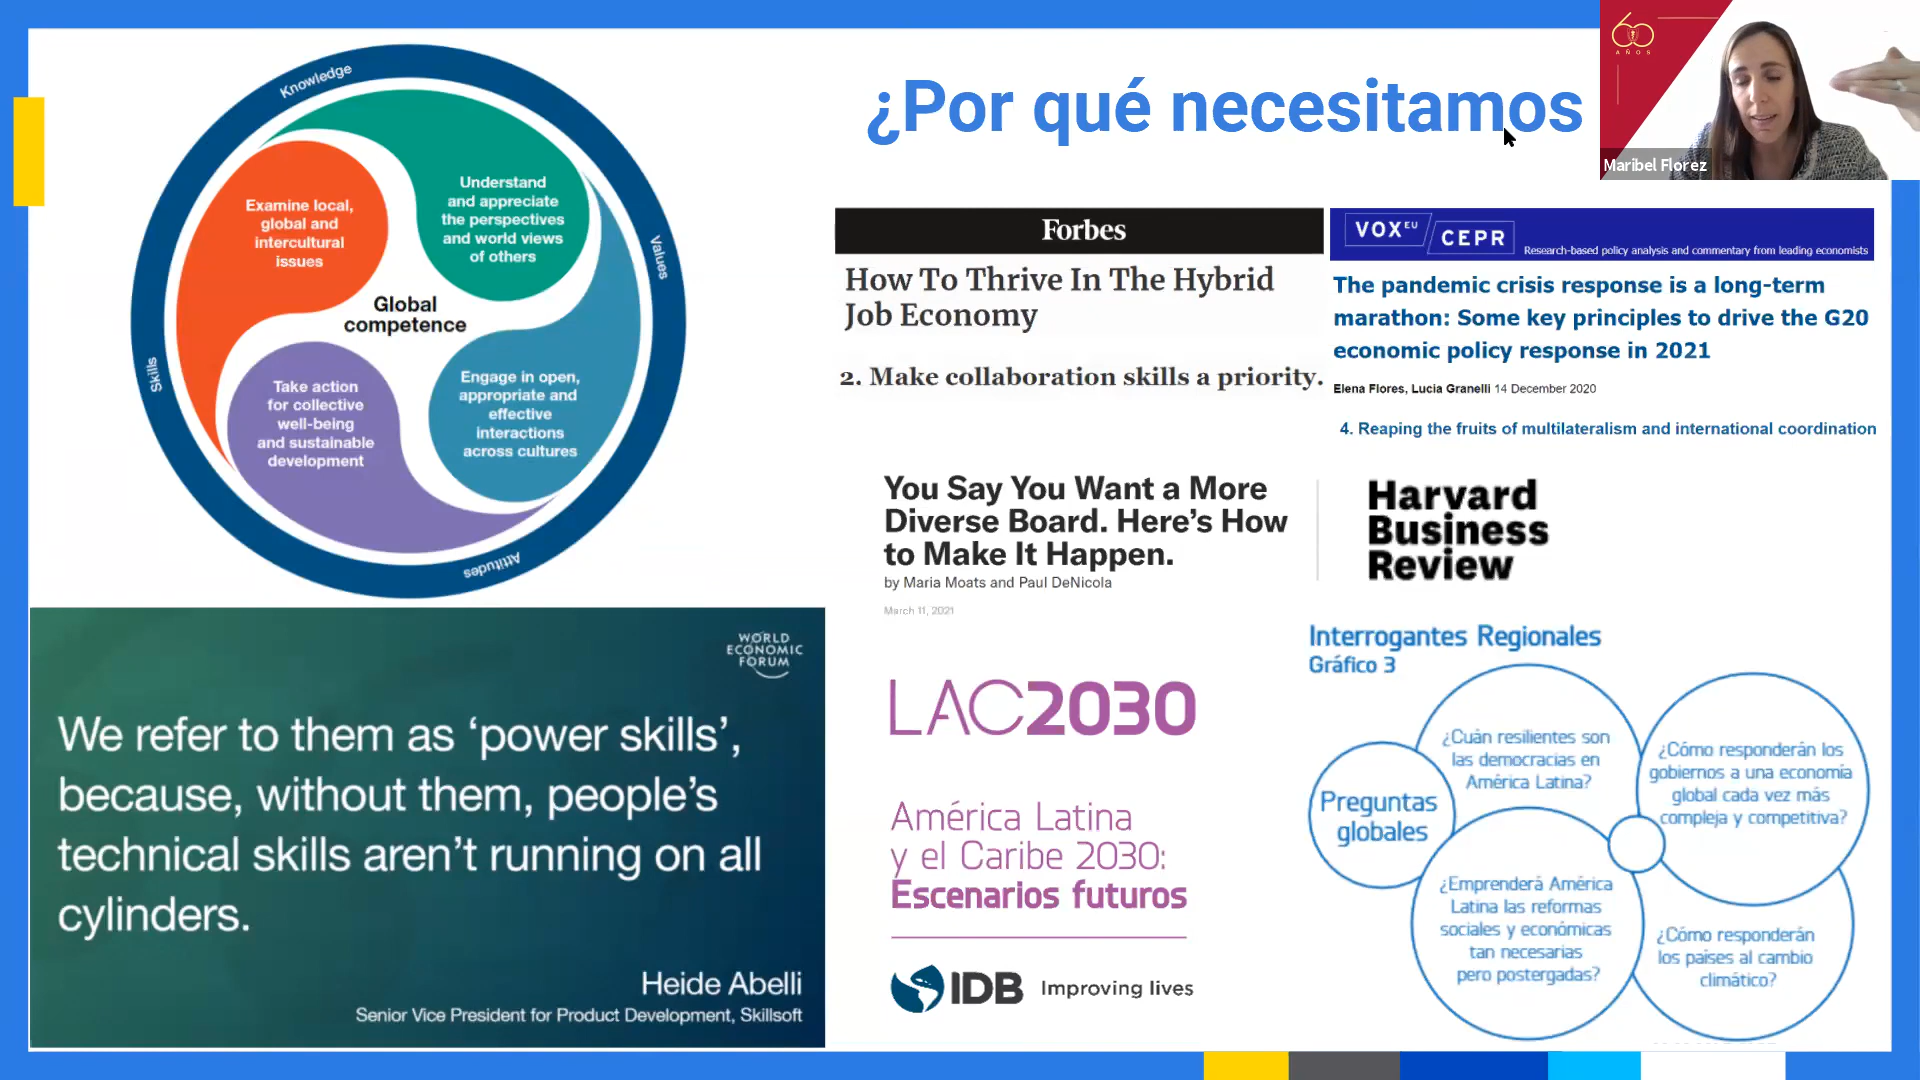 ¿Por qué necesitamos
60
AÑOS
Maribel Florez
Knowledge
Values
Attitudes
Skills
Examine local,
global and
intercultural
issues
Understand
and appreciate
the perspectives
and world views
of others
Global
competence
Take action
for collective
well-being
and sustainable
development
Engage in open,
appropriate and
effective
interactions
across cultures
Forbes
How To Thrive In The Hybrid
Job Economy
2. Make collaboration skills a priority.
VOX EU CEPR
Research-based policy analysis and commentary from leading economists
The pandemic crisis response is a long-term
marathon: Some key principles to drive the G20
economic policy response in 2021
Elena Flores, Lucia Granelli 14 December 2020
4. Reaping the fruits of multilateralism and international coordination
You Say You Want a More
Diverse Board. Here's How
to Make It Happen.
by Maria Moats and Paul DeNicola
March 11, 2021
Harvard
Business
Review
WORLD
ECONOMIC
FORUM
We refer to them as ‘power skills’,
because, without them, people’s
technical skills aren’t running on all
cylinders.
Heide Abelli
Senior Vice President for Product Development, Skillsoft
LAC2030
América Latina
y el Caribe 2030:
Escenarios futuros
IDB Improving lives
Interrogantes Regionales
Gráfico 3
Preguntas
globales
¿Cuán resilientes son
las democracias en
América Latina?
¿Cómo responderán los
gobiernos a una economía
global cada vez más
compleja y competitiva?
¿Emprenderá América
Latina las reformas
sociales y económicas
tan necesarias
pero postergadas?
¿Cómo responderán
los países al cambio
climático?